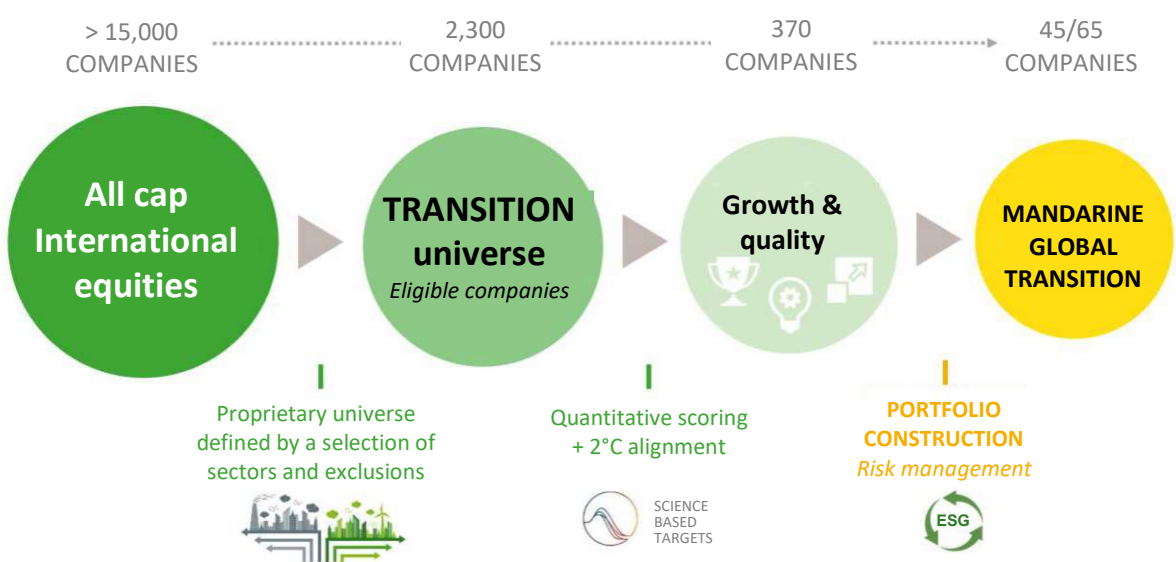 > 15,000
COMPANIES
2,300
COMPANIES
370
COMPANIES
45/65
COMPANIES
All cap
International
equities
TRANSITION
universe
Eligible companies
Growth &
quality
MANDARINE
GLOBAL
TRANSITION
Proprietary universe
defined by a selection of
sectors and exclusions
Quantitative scoring
+ 2°C alignment
SCIENCE
BASED
TARGETS
PORTFOLIO
CONSTRUCTION
Risk management
ESG